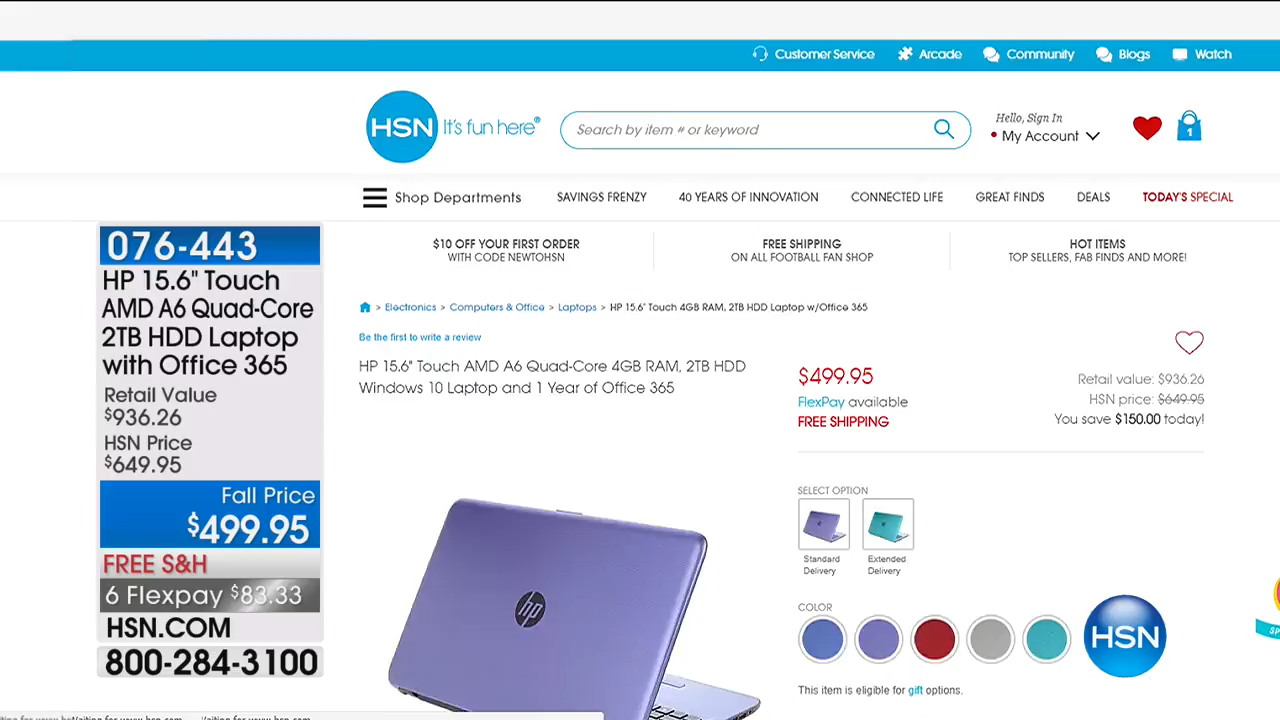 Customer Service
Arcade
Community
Blogs
Watch
HSN It's fun here®
Search by item # or keyword
Hello, Sign In
My Account
1
Shop Departments
SAVINGS FRENZY
40 YEARS OF INNOVATION
CONNECTED LIFE
GREAT FINDS
DEALS
TODAY'S SPECIAL
$10 OFF YOUR FIRST ORDER
WITH CODE NEWTOHSN
FREE SHIPPING
ON ALL FOOTBALL FAN SHOP
HOT ITEMS
TOP SELLERS, FAB FINDS AND MORE!
076-443
HP 15.6" Touch
AMD A6 Quad-Core
2TB HDD Laptop
with Office 365
Retail Value
$936.26
HSN Price
$649.95
Fall Price
$499.95
FREE S&H
6 Flexpay $83.33
HSN.COM
800-284-3100
> Electronics > Computers & Office > Laptops > HP 15.6" Touch 4GB RAM, 2TB HDD Laptop w/Office 365
Be the first to write a review
HP 15.6" Touch AMD A6 Quad-Core 4GB RAM, 2TB HDD
Windows 10 Laptop and 1 Year of Office 365
hp
$499.95
FlexPay available
FREE SHIPPING
Retail value: $936.26
HSN price: $649.95
You save $150.00 today!
SELECT OPTION
Standard
Delivery
Extended
Delivery
COLOR
HSN
This item is eligible for gift options.